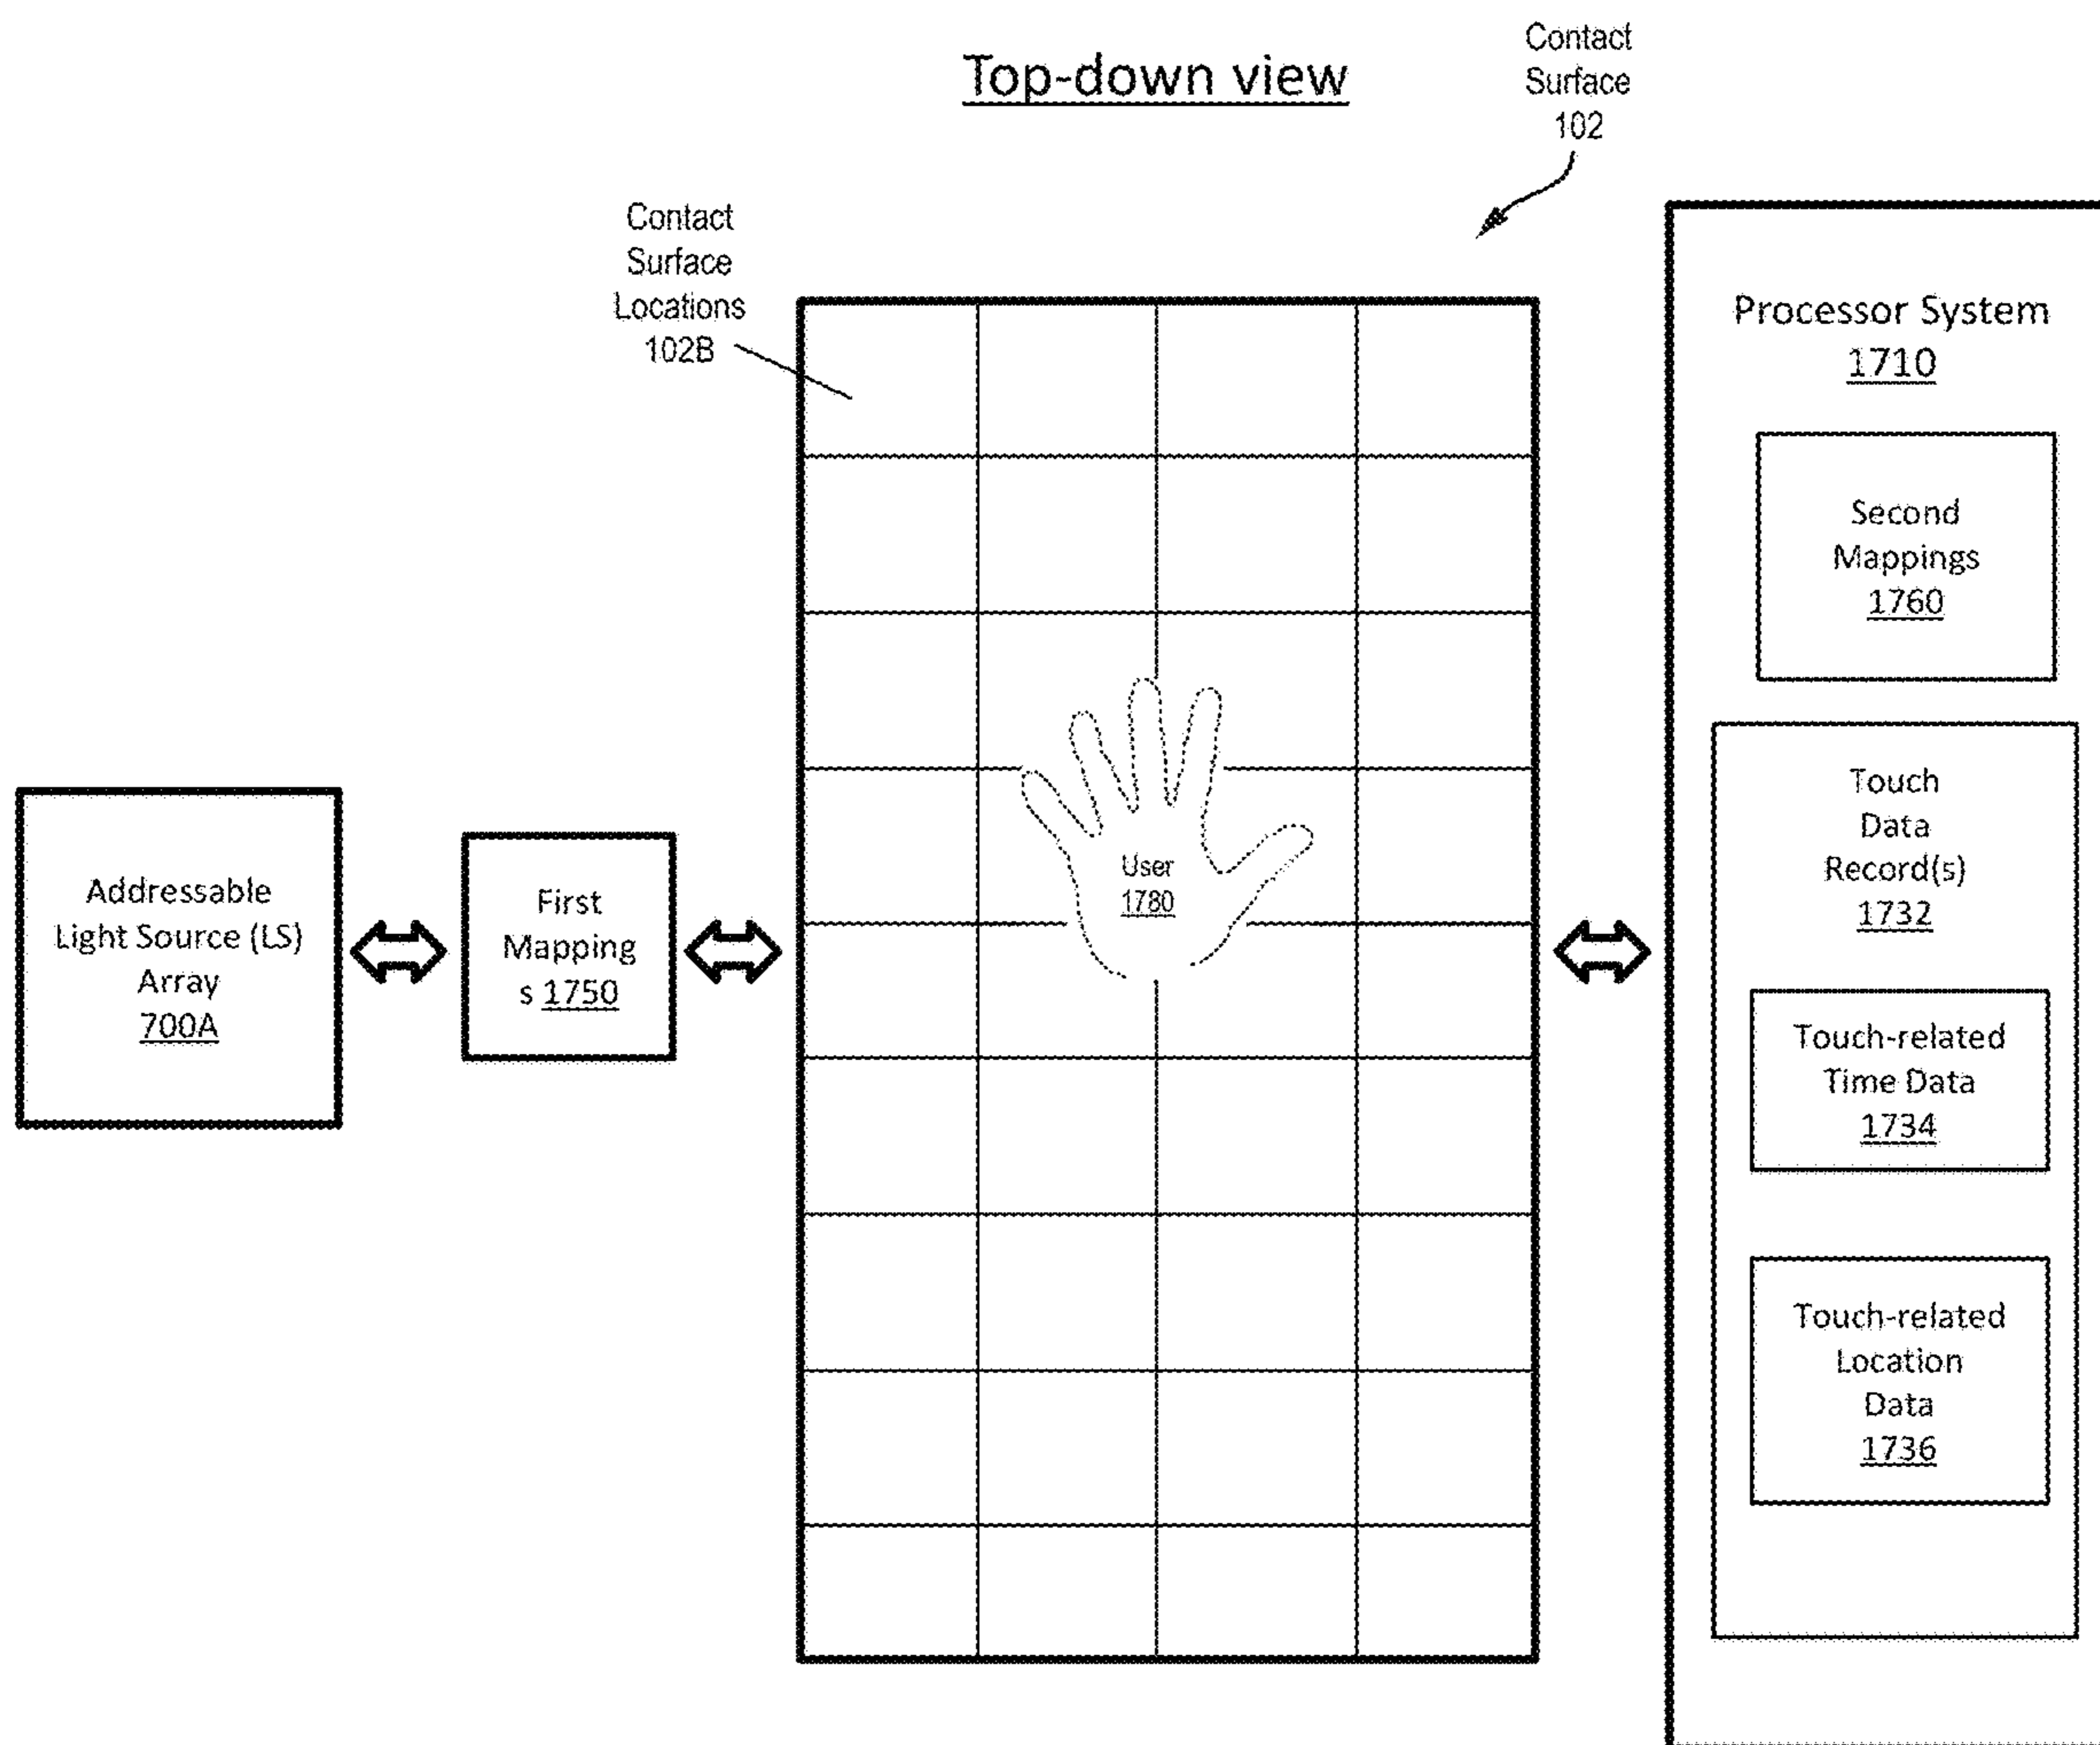 Top-down view
Contact
Surface
102
Contact
Surface
Locations
102B
Addressable
Light Source (LS)
Array
700A
First
Mapping
s 1750
User
1780
Processor System
1710
Second
Mappings
1760
Touch
Data
Record(s)
1732
Touch-related
Time Data
1734
Touch-related
Location
Data
1736